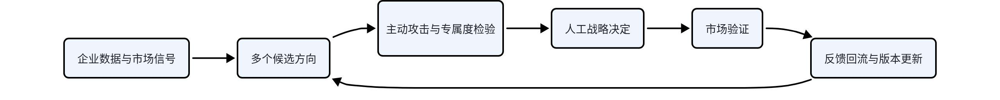 企业数据与市场信号
多个候选方向
主动攻击与专属度检验
人工战略决定
市场验证
反馈回流与版本更新